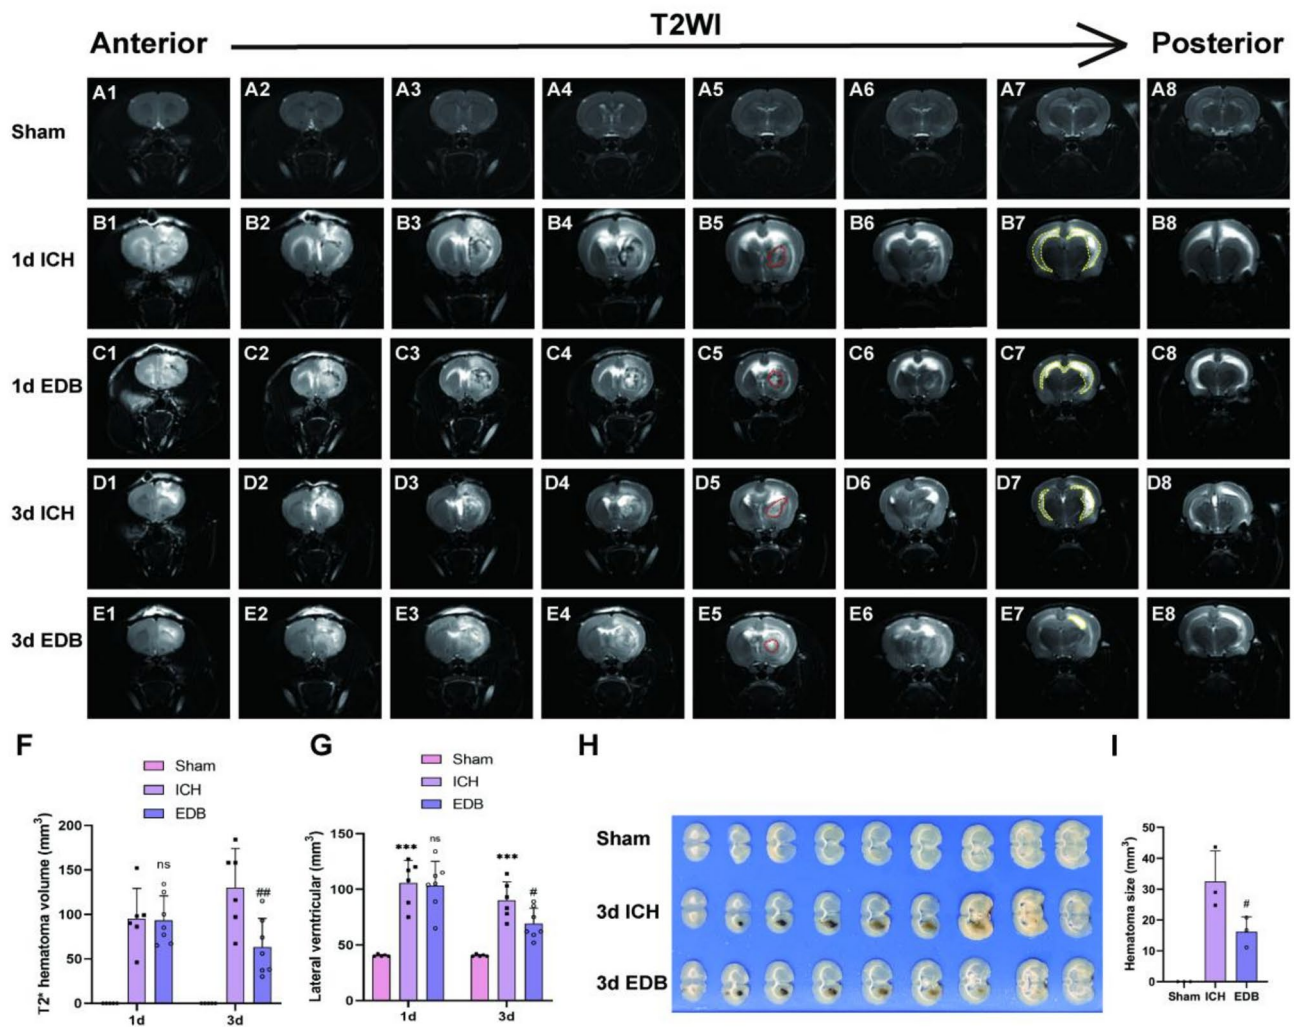 T2WI
Anterior
Posterior
A1 A2 A3 A4 A5 A6 A7 A8
Sham
B1 B2 B3 B4 B5 B6 B7 B8
1d ICH
C1 C2 C3 C4 C5 C6 C7 C8
1d EDB
D1 D2 D3 D4 D5 D6 D7 D8
3d ICH
E1 E2 E3 E4 E5 E6 E7 E8
3d EDB
F
Sham
ICH
EDB
T2* hematoma volume (mm³)
200
150
100
50
0
ns
##
1d 3d
G
Sham
ICH
EDB
Lateral verntricular (mm³)
150
100
50
0
***
ns
***
#
1d 3d
H
Sham
3d ICH
3d EDB
I
Hematoma size (mm³)
50
40
30
20
10
0
#
Sham ICH EDB